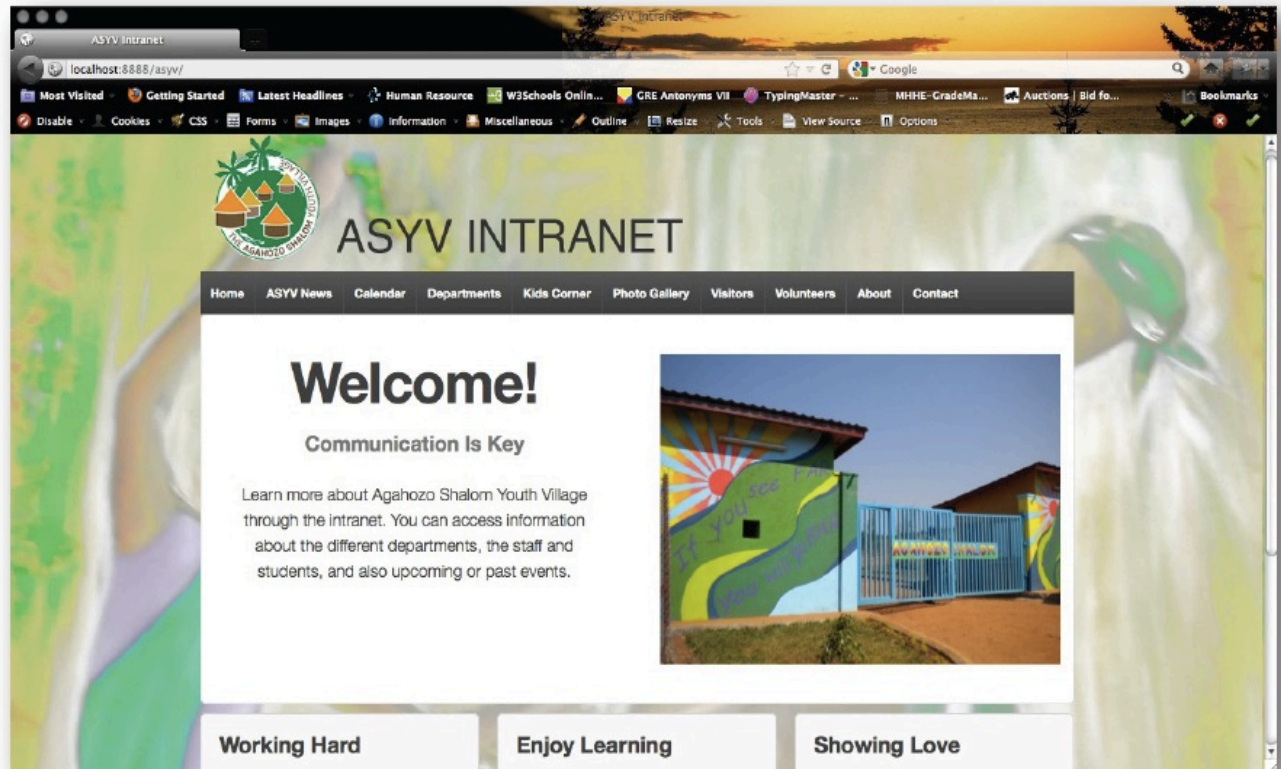 ASYV Intranet
ASYV Intranet
localhost:8888/asyv/
Google
Most Visited Getting Started Latest Headlines Human Resource W3Schools Onlin... GRE Antonyms VII TypingMaster - ... MHHE-GradeMa... Auctions | Bid fo... Bookmarks
Disable Cookies CSS Forms Images Information Miscellaneous Outline Resize Tools View Source Options
THE AGAHOZO SHALOM YOUTH VILLAGE
ASYV INTRANET
Home ASYV News Calendar Departments Kids Corner Photo Gallery Visitors Volunteers About Contact
Welcome!
Communication Is Key
Learn more about Agahozo Shalom Youth Village
through the intranet. You can access information
about the different departments, the staff and
students, and also upcoming or past events.
If you see FAR
you will
AGAHOZO SHALOM
Working Hard Enjoy Learning Showing Love